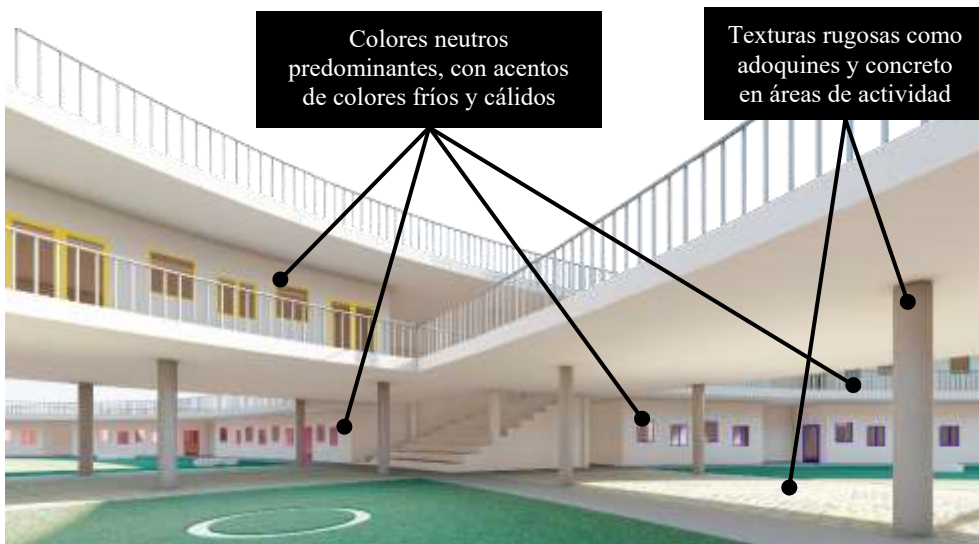 Colores neutros
predominantes, con acentos
de colores fríos y cálidos
Texturas rugosas como
adoquines y concreto
en áreas de actividad